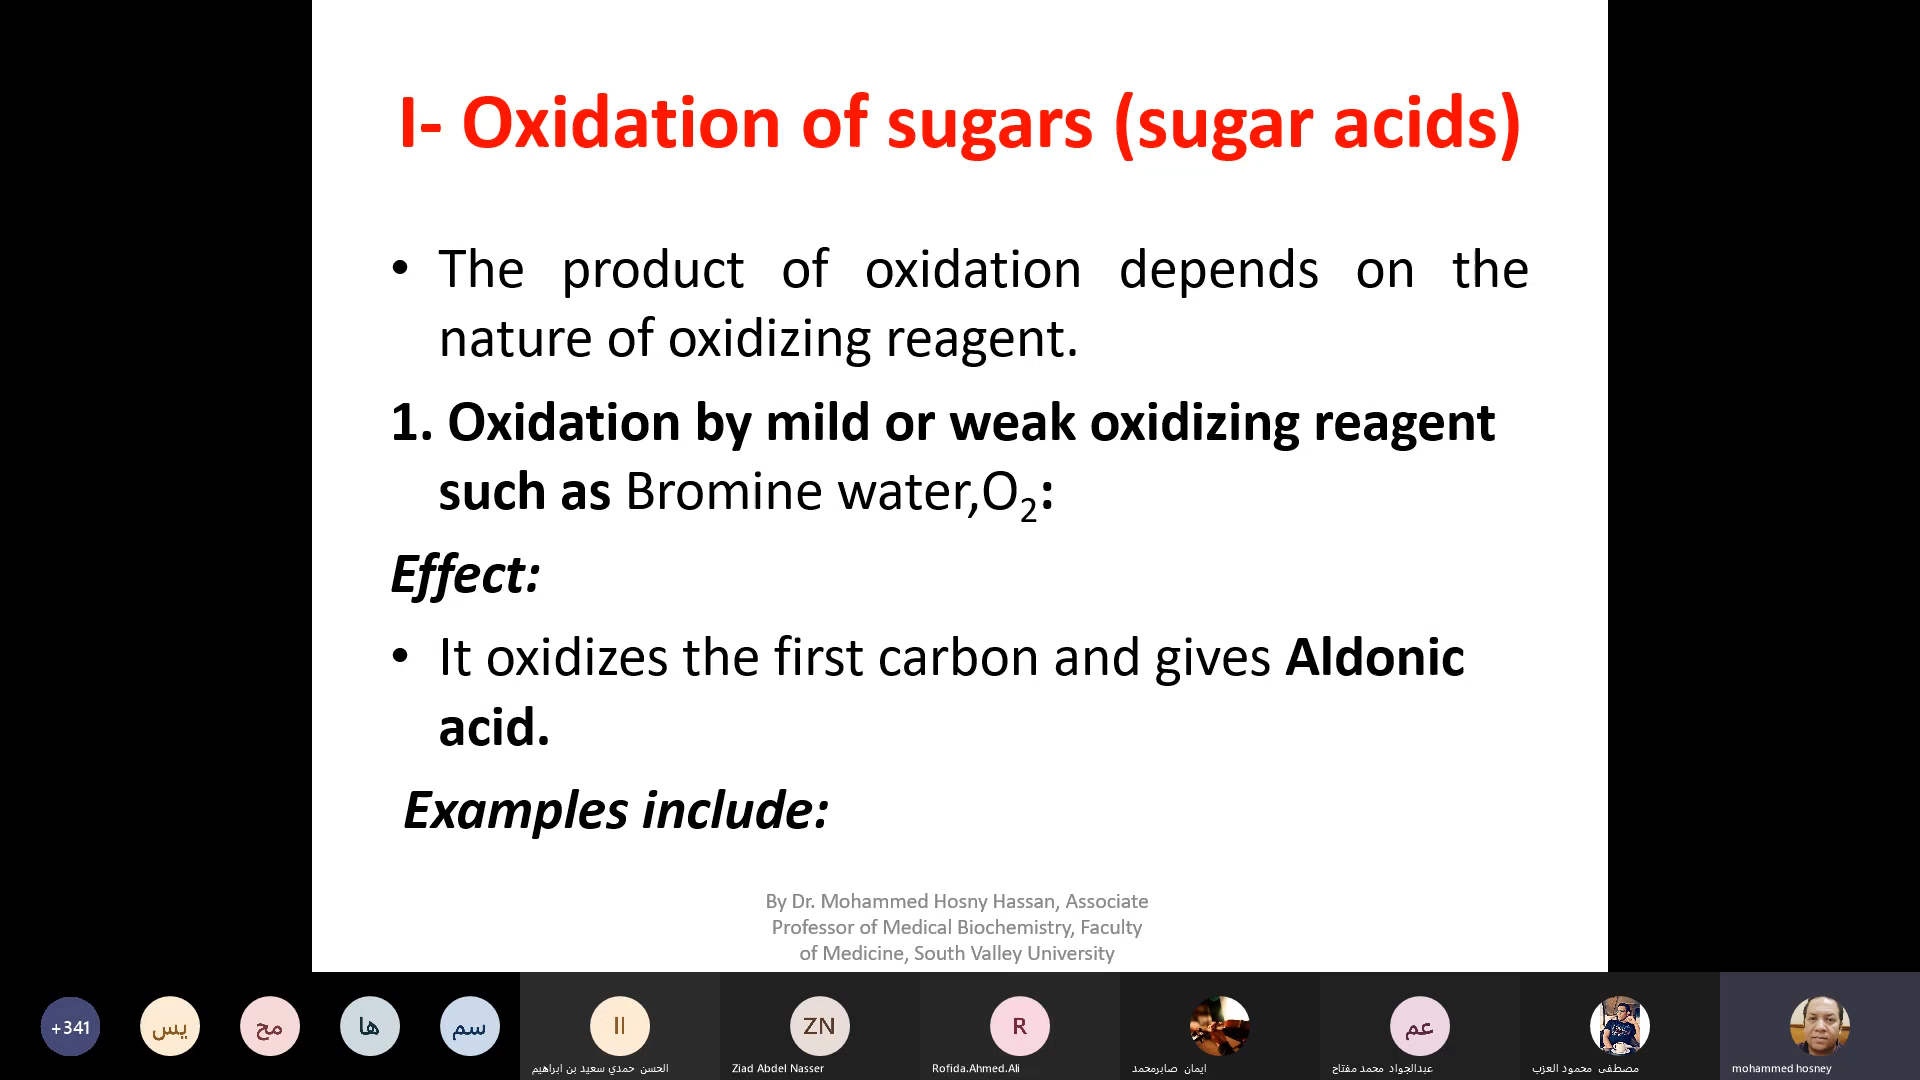 I- Oxidation of sugars (sugar acids)
• The product of oxidation depends on the
nature of oxidizing reagent.
1. Oxidation by mild or weak oxidizing reagent
such as Bromine water,O₂:
Effect:
• It oxidizes the first carbon and gives Aldonic
acid.
Examples include:
By Dr. Mohammed Hosny Hassan, Associate
Professor of Medical Biochemistry, Faculty
of Medicine, South Valley University
+341
يس
مح
ها
سم
اا
ZN
R
عم
الحسن حمدي سعيد بن ابراهيم
Ziad Abdel Nasser
Rofida.Ahmed.Ali
ايمان صابرمحمد
عبدالجواد محمد مفتاح
مصطفى محمود العزب
mohammed hosney